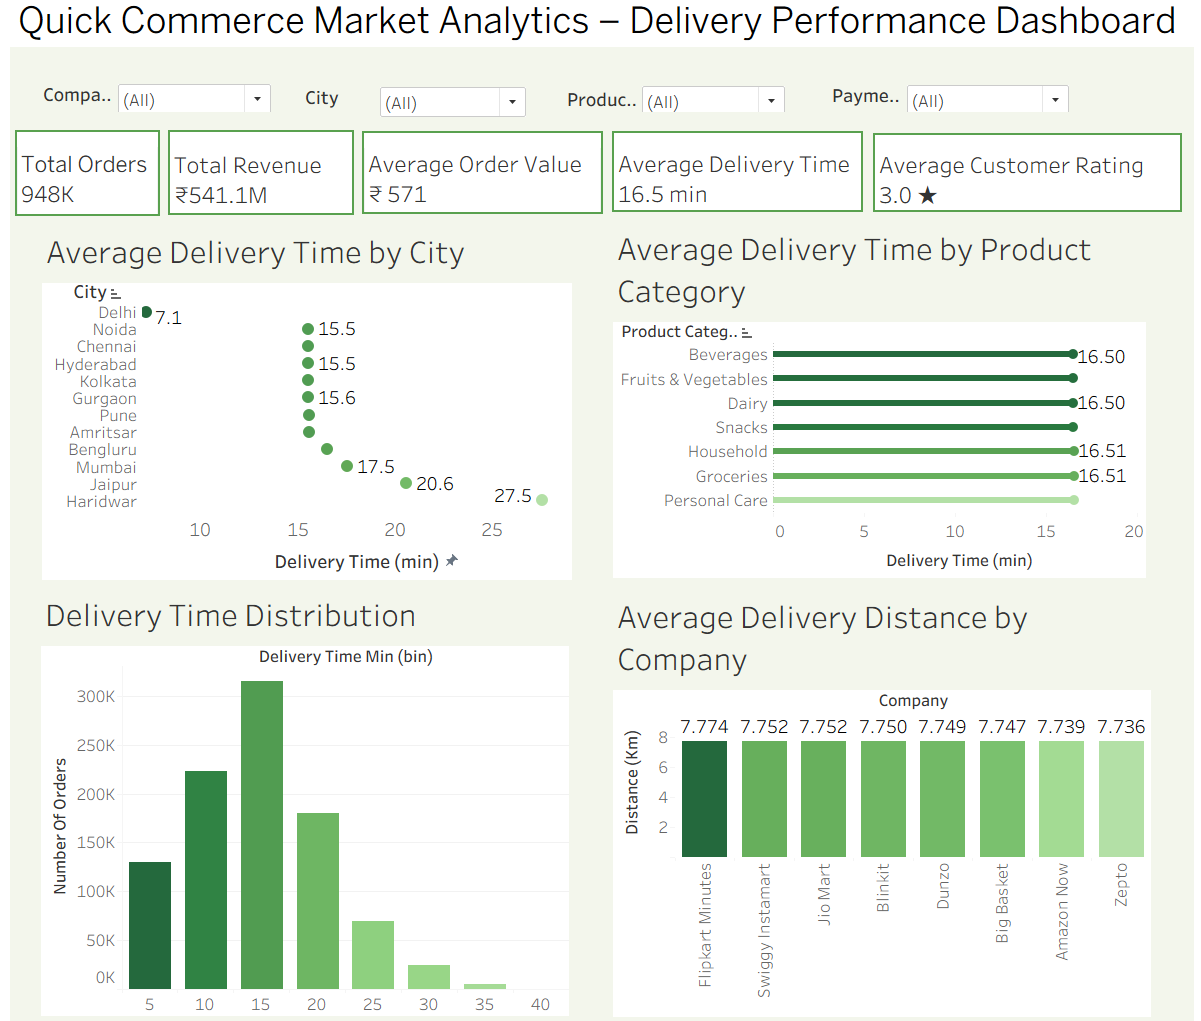 Quick Commerce Market Analytics – Delivery Performance Dashboard
Compa.. (All)
City (All)
Produc.. (All)
Payme.. (All)
Total Orders
948K
Total Revenue
₹541.1M
Average Order Value
₹ 571
Average Delivery Time
16.5 min
Average Customer Rating
3.0 ★
Average Delivery Time by City
City
Delhi 7.1
Noida 15.5
Chennai
Hyderabad 15.5
Kolkata
Gurgaon 15.6
Pune
Amritsar
Bengluru
Mumbai 17.5
Jaipur 20.6
Haridwar 27.5
10 15 20 25
Delivery Time (min)
Average Delivery Time by Product
Category
Product Categ..
Beverages 16.50
Fruits & Vegetables
Dairy 16.50
Snacks
Household 16.51
Groceries 16.51
Personal Care
0 5 10 15 20
Delivery Time (min)
Delivery Time Distribution
Delivery Time Min (bin)
Number Of Orders
300K
250K
200K
150K
100K
50K
0K
5 10 15 20 25 30 35 40
Average Delivery Distance by
Company
Company
7.774 7.752 7.752 7.750 7.749 7.747 7.739 7.736
Distance (Km)
8
6
4
2
Flipkart Minutes
Swiggy Instamart
Jio Mart
Blinkit
Dunzo
Big Basket
Amazon Now
Zepto